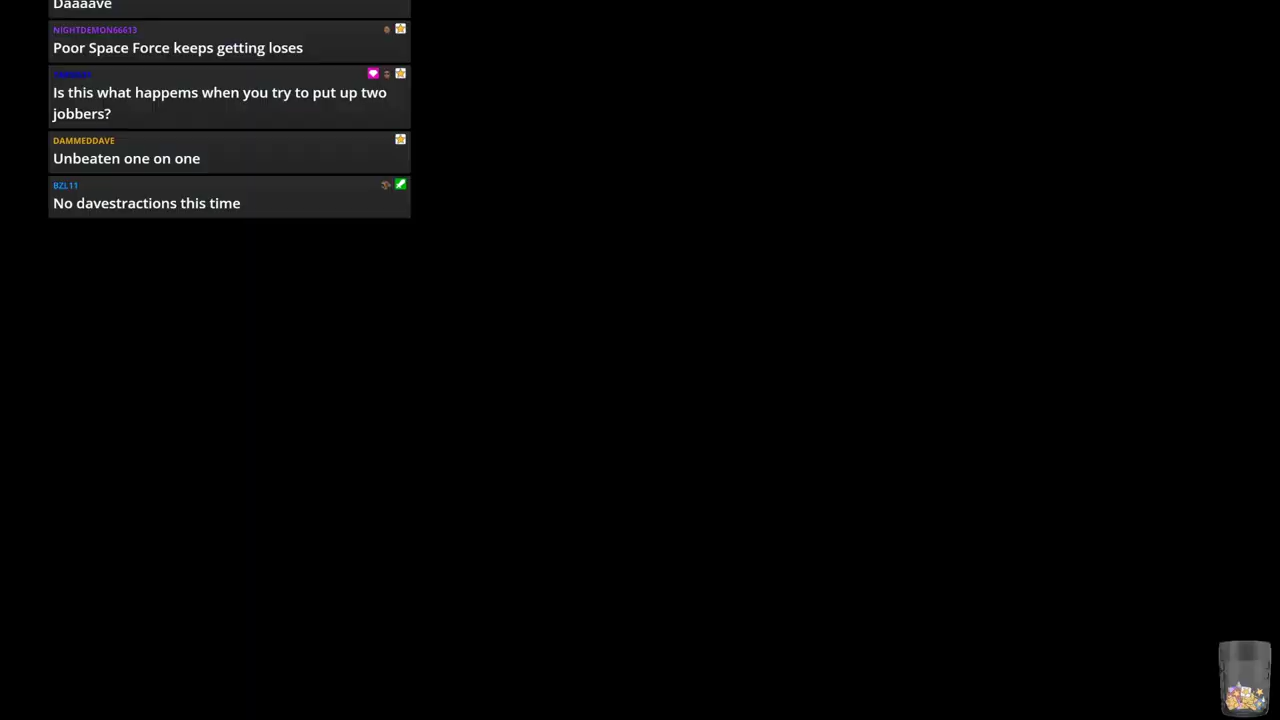 Daaaave
NIGHTDEMON66613
Poor Space Force keeps getting loses
Is this what happems when you try to put up two
jobbers?
DAMMEDDAVE
Unbeaten one on one
BZL11
No davestractions this time